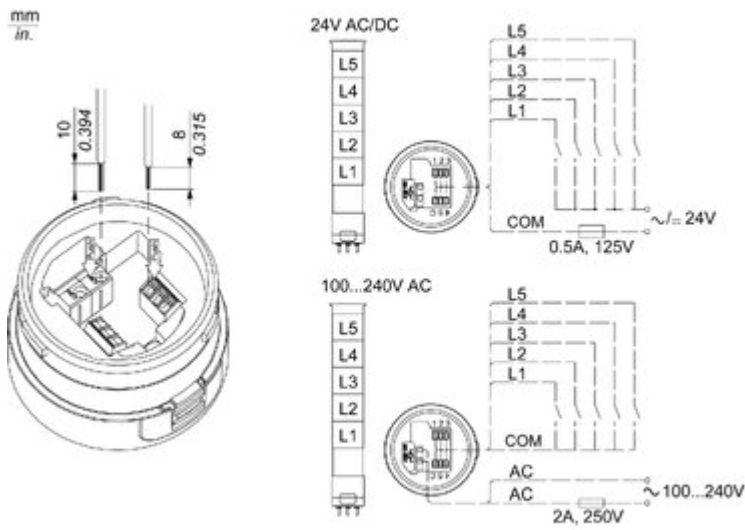 mm
in.
10
0.394
8
0.315
24V AC/DC
L5
L4
L3
L2
L1
L5
L4
L3
L2
L1
COM
~/⎓ 24V
0.5A, 125V
100...240V AC
L5
L4
L3
L2
L1
L5
L4
L3
L2
L1
COM
AC
AC
~ 100...240V
2A, 250V